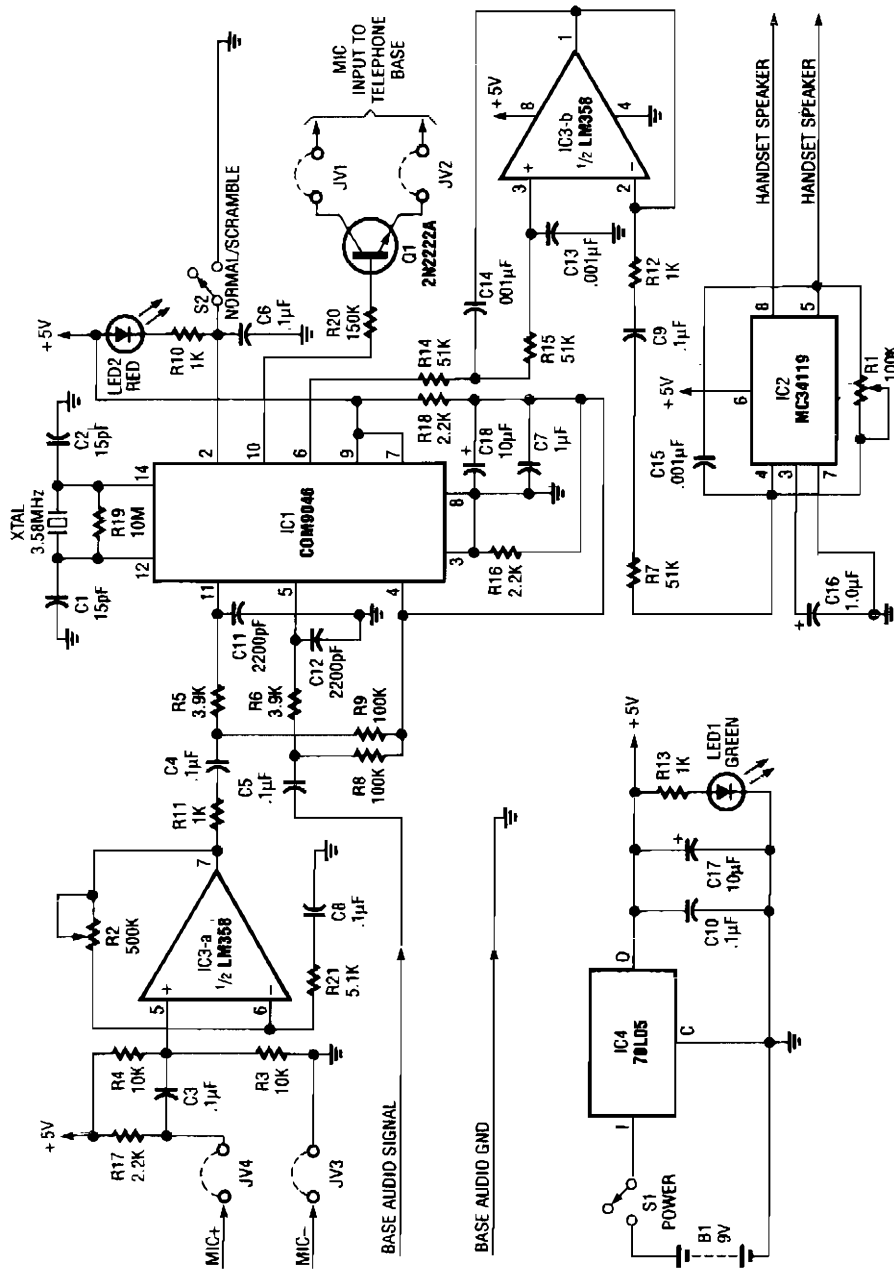 MIC+
MIC−
JV4
JV3
+5V
R17
2.2K
R4
10K
C3
.1µF
R3
10K
5
+
6
−
IC3-a
1/2 LM358
7
R2
500K
R21
5.1K
C8
.1µF
R11
1K
C4
.1µF
C5
.1µF
R5
3.9K
R6
3.9K
R8
100K
R9
100K
C11
2200pF
C12
2200pF
BASE AUDIO SIGNAL
BASE AUDIO GND
XTAL
3.58MHz
C1
15pF
C2
15pF
R19
10M
12
14
11
5
4
3
8
2
10
6
9
7
IC1
COM9046
+5V
LED2
RED
R10
1K
S2
NORMAL/SCRAMBLE
C6
.1µF
R20
150K
Q1
2N2222A
JV1
JV2
MIC
INPUT TO
TELEPHONE
BASE
R14
51K
R18
2.2K
C18
10µF
+
C7
1µF
R16
2.2K
R15
51K
C14
001µF
C13
.001µF
3
+
2
−
IC3-b
1/2 LM358
8
+5V
4
1
R12
1K
C9
.1µF
R7
51K
C15
.001µF
+5V
6
IC2
MC34119
4
3
7
8
5
R1
100K
C16
1.0µF
+
HANDSET SPEAKER
HANDSET SPEAKER
B1
9V
S1
POWER
I
IC4
78L05
O
C
C10
.1µF
C17
10µF
+
+5V
R13
1K
LED1
GREEN